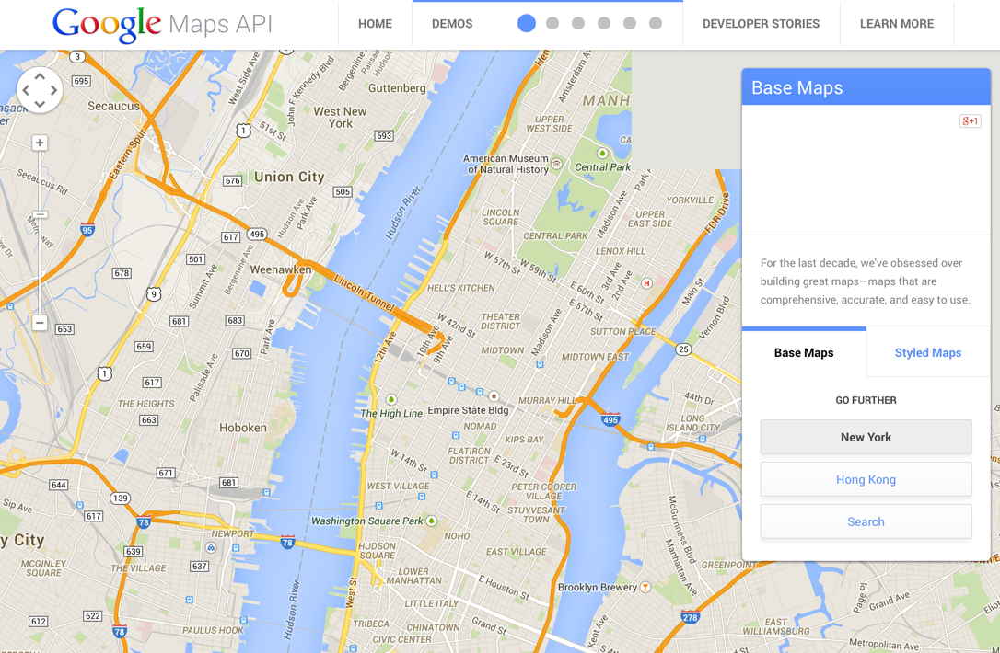 Google Maps API
HOME
DEMOS
DEVELOPER STORIES
LEARN MORE
Base Maps
g+1
For the last decade, we've obsessed over
building great maps—maps that are
comprehensive, accurate, and easy to use.
Base Maps
Styled Maps
GO FURTHER
New York
Hong Kong
Search
3
695
Secaucus
Eastern Spur
Secaucus Rd
95
West Side Ave
John F Kennedy Blvd
Bergenline Ave
Palisade
Hudson
Guttenberg
West New
York
1
51st St
693
Union City
676
505
Hudson Ave
Park Ave
495
617
Bergenline Ave
501
Weehawken
678
9
Summit Ave
681
683
653
659
670
Park Ave
1
617
Palisade Ave
THE HEIGHTS
663
Hoboken
671
681
644
139
617
Sip Ave
78
y City
NEWPORT
639
78
MCGINLEY
SQUARE
THE VILLAGE
637
612
622
78
PAULUS HOOK
Hudson River
Hudson River
Lincoln Tunnel
Hen
Amsterdam Av
MANH
UPPER
WEST SIDE
American Museum
of Natural History
Central Park
Park
LINCOLN
SQUARE
Madison Ave
YORKVILLE
UPPER
EAST SIDE
FDR Drive
CENTRAL PARK
LENOX HILL
W 57th St
W 59th St
3rd Ave
2nd Ave
H
HELL'S KITCHEN
E 60th St
E 57th St
Main St
Vernon Blvd
W 42nd St
THEATER
DISTRICT
Madison Ave
SUTTON PLACE
12th Ave
10th Ave
9th Ave
MIDTOWN
MIDTOWN EAST
25
The High Line
Empire State Bldg
MURRAY HILL
44th Dr
495
NOMAD
LONG
ISLAND CITY
KIPS BAY
FLATIRON
DISTRICT
W 14th St
E 23rd St
WEST VILLAGE
PETER COOPER
VILLAGE
E 14th St
STUYVESANT
TOWN
Washington Square Park
NOHO
McGuinness Blvd
Manhattan Ave
HUDSON
SQUARE
EAST VILLAGE
GREENPOINT
LOWER
MANHATTAN
E Houston St
Brooklyn Brewery
West St
LITTLE ITALY
278
TRIBECA
CHINATOWN
Grand St
S 4th St
Kent Ave
CIVIC CENTER
EAST
WILLIAMSBURG
Page Pl
Grand Ave
Metropolitan Ave
Eliot